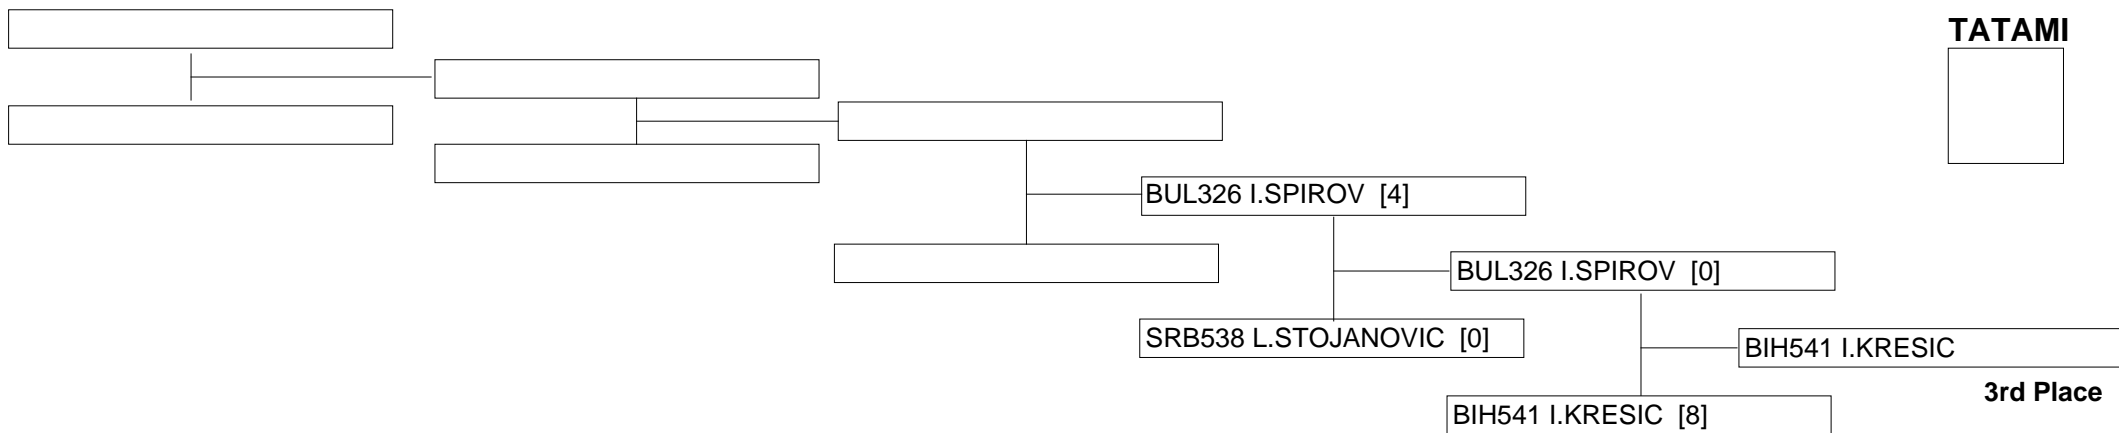 TATAMI
BUL326 I.SPIROV [4]
BUL326 I.SPIROV [0]
SRB538 L.STOJANOVIC [0]
BIH541 I.KRESIC
3rd Place
BIH541 I.KRESIC [8]